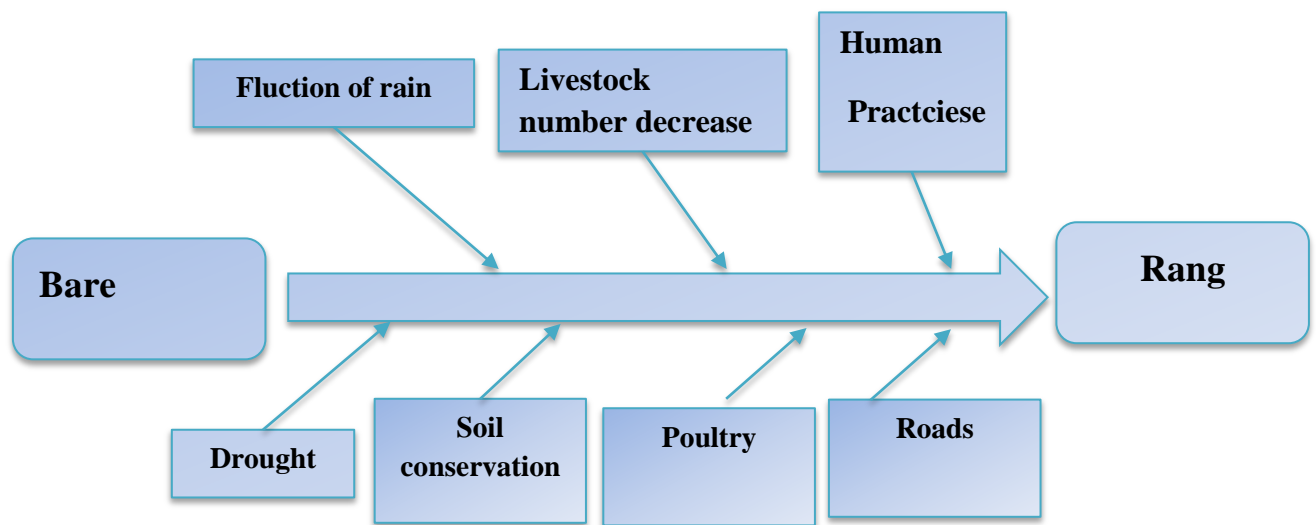 Fluction of rain
Livestock
number decrease
Human
Practciese
Bare
Rang
Drought
Soil
conservation
Poultry
Roads